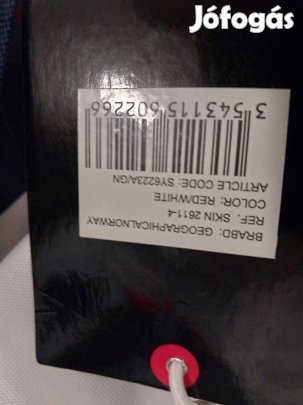 Jófogás
BRABD: GEOGRAPHICALNORWAY
REF: SKIN 2611-4
COLOR: RED/WHITE
ARTICLE CODE: SY6223A/GN
3 543115 602266